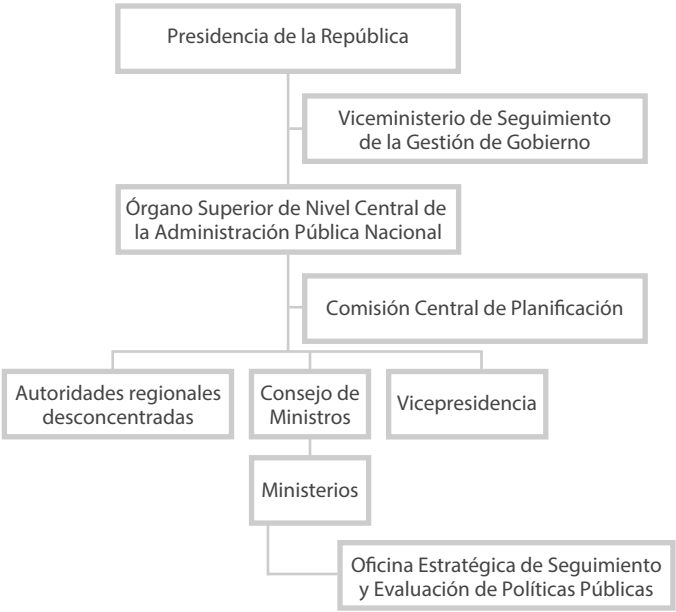 Presidencia de la República
Viceministerio de Seguimiento
de la Gestión de Gobierno
Órgano Superior de Nivel Central de
la Administración Pública Nacional
Comisión Central de Planificación
Autoridades regionales
desconcentradas
Consejo de
Ministros
Vicepresidencia
Ministerios
Oficina Estratégica de Seguimiento
y Evaluación de Políticas Públicas